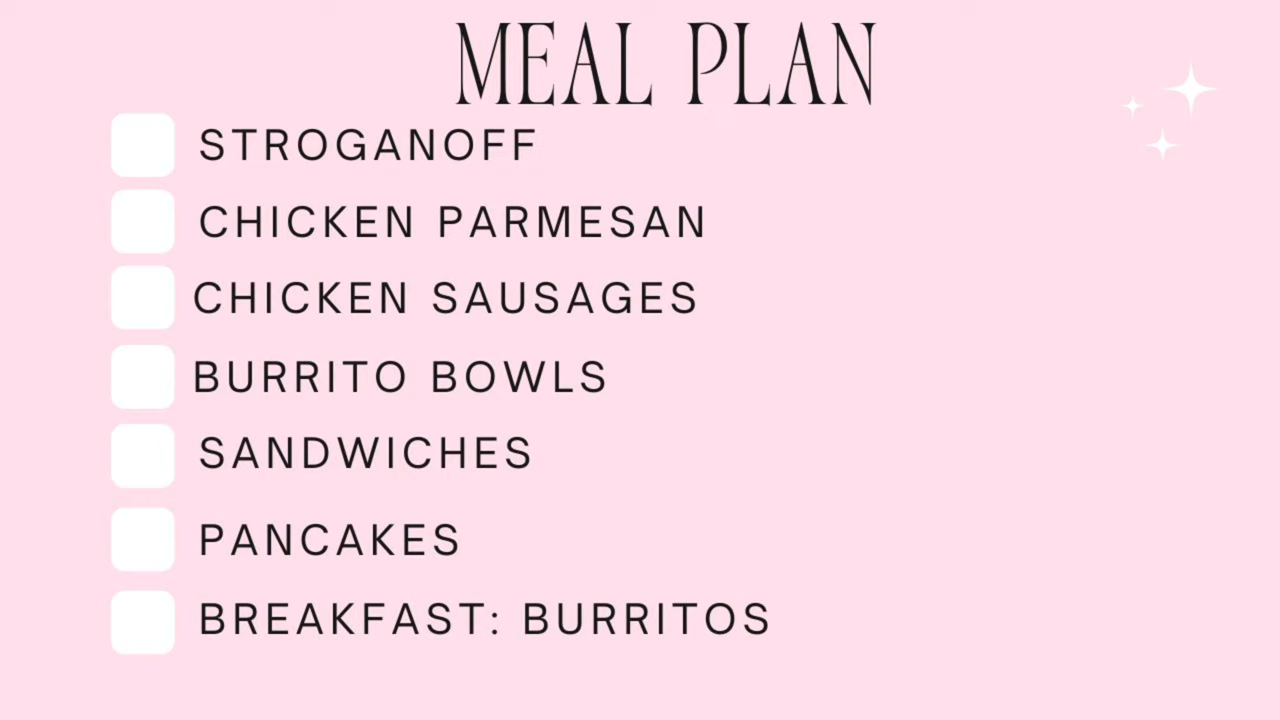 MEAL PLAN
STROGANOFF
CHICKEN PARMESAN
CHICKEN SAUSAGES
BURRITO BOWLS
SANDWICHES
PANCAKES
BREAKFAST: BURRITOS